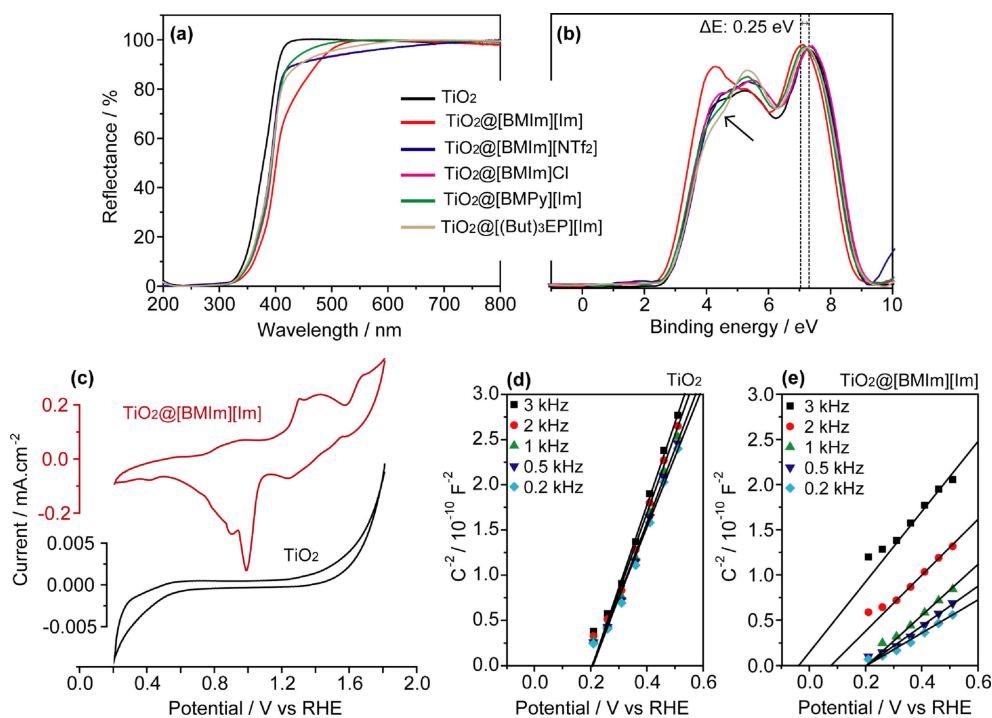 (a)
100
80
60
40
20
0
Reflectance / %
200 300 400 500 600 700 800
Wavelength / nm
TiO2
TiO2@[BMIm][Im]
TiO2@[BMIm][NTf2]
TiO2@[BMIm]Cl
TiO2@[BMPy][Im]
TiO2@[(But)3EP][Im]
(b)
ΔE: 0.25 eV
0 2 4 6 8 10
Binding energy / eV
(c)
TiO2@[BMIm][Im]
0.2
0.0
-0.2
TiO2
0.005
0.000
-0.005
Current / mA.cm-2
0.0 0.4 0.8 1.2 1.6 2.0
Potential / V vs RHE
TiO2
(d)
3 kHz
2 kHz
1 kHz
0.5 kHz
0.2 kHz
3.0
2.5
2.0
1.5
1.0
0.5
0.0
C-2 / 10-10 F-2
0.0 0.2 0.4 0.6
Potential / V vs RHE
(e)
TiO2@[BMIm][Im]
3 kHz
2 kHz
1 kHz
0.5 kHz
0.2 kHz
3.0
2.5
2.0
1.5
1.0
0.5
0.0
C-2 / 10-10 F-2
0.0 0.2 0.4 0.6
Potential / V vs RHE